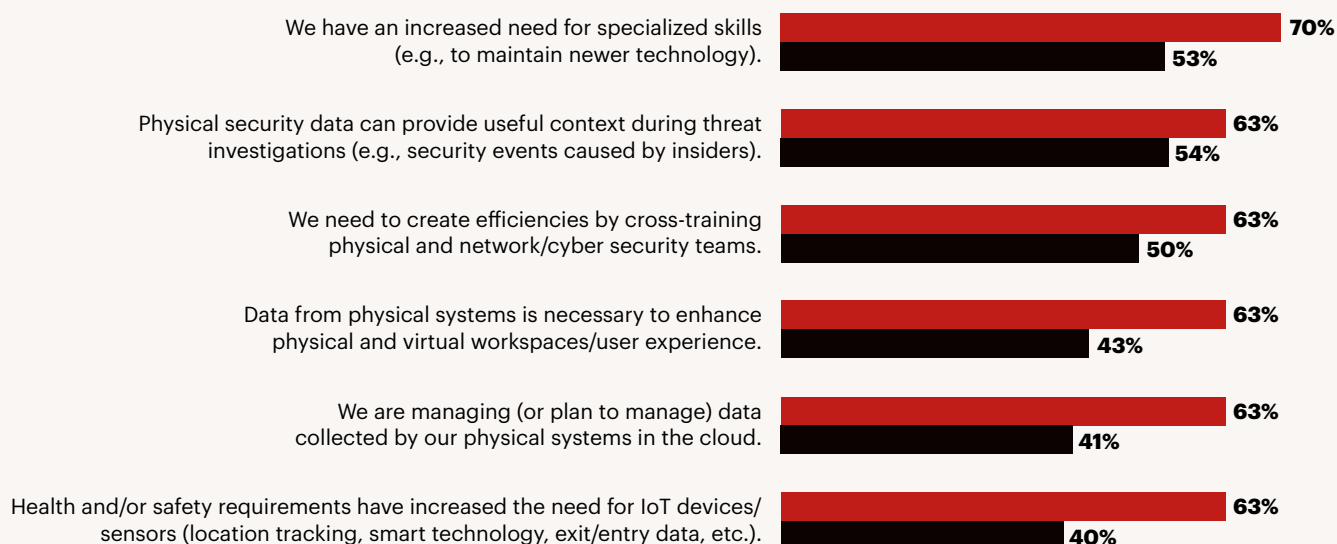 We have an increased need for specialized skills
(e.g., to maintain newer technology).
70%
53%
Physical security data can provide useful context during threat
investigations (e.g., security events caused by insiders).
63%
54%
We need to create efficiencies by cross-training
physical and network/cyber security teams.
63%
50%
Data from physical systems is necessary to enhance
physical and virtual workspaces/user experience.
63%
43%
We are managing (or plan to manage) data
collected by our physical systems in the cloud.
63%
41%
Health and/or safety requirements have increased the need for IoT devices/
sensors (location tracking, smart technology, exit/entry data, etc.).
63%
40%